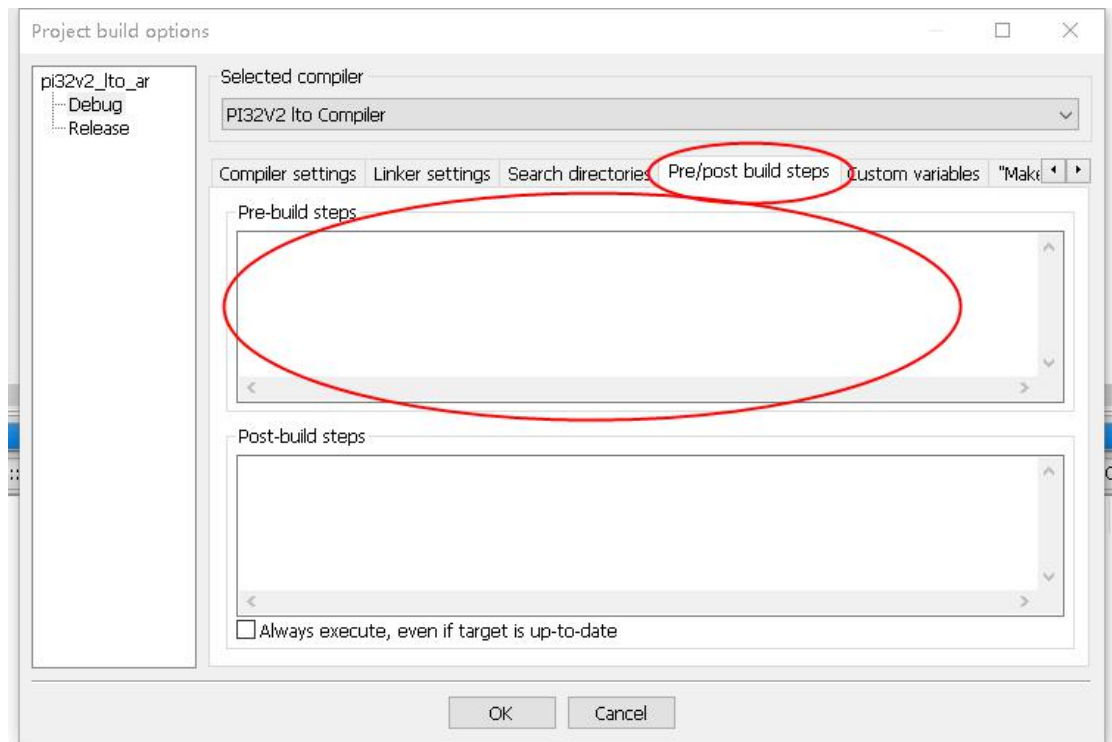 Project build options
pi32v2_lto_ar
Debug
Release
Selected compiler
PI32V2 lto Compiler
Compiler settings Linker settings Search directories Pre/post build steps Custom variables "Make
Pre-build steps
Post-build steps
Always execute, even if target is up-to-date
OK Cancel